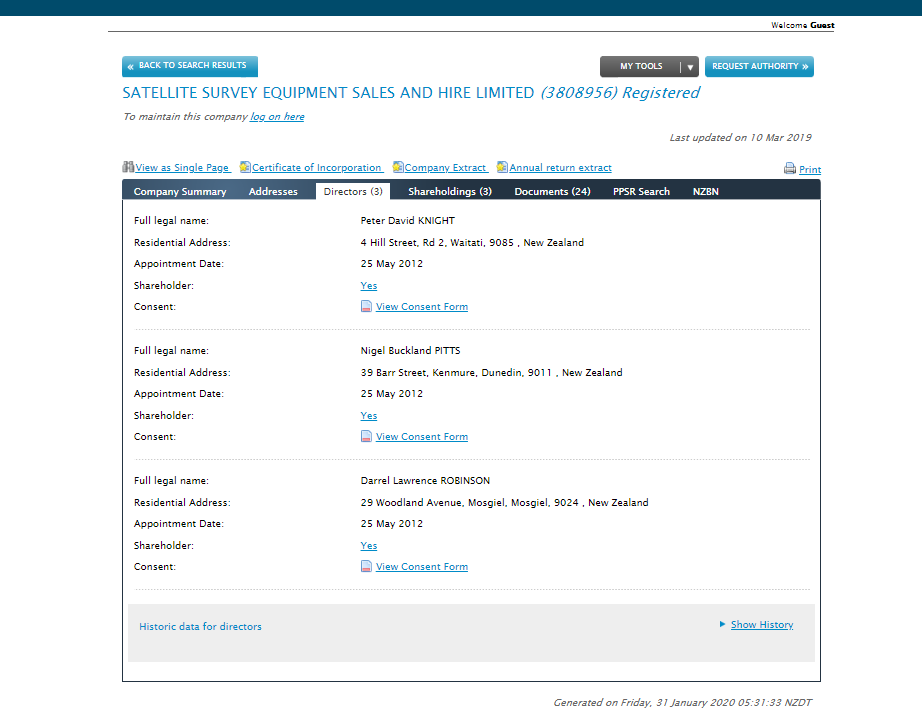 Welcome Guest
« BACK TO SEARCH RESULTS
MY TOOLS | ▼
REQUEST AUTHORITY »
SATELLITE SURVEY EQUIPMENT SALES AND HIRE LIMITED (3808956) Registered
To maintain this company log on here
Last updated on 10 Mar 2019
View as Single Page Certificate of Incorporation Company Extract Annual return extract Print
Company Summary Addresses Directors (3) Shareholdings (3) Documents (24) PPSR Search NZBN
Full legal name: Peter David KNIGHT
Residential Address: 4 Hill Street, Rd 2, Waitati, 9085 , New Zealand
Appointment Date: 25 May 2012
Shareholder: Yes
Consent: View Consent Form
Full legal name: Nigel Buckland PITTS
Residential Address: 39 Barr Street, Kenmure, Dunedin, 9011 , New Zealand
Appointment Date: 25 May 2012
Shareholder: Yes
Consent: View Consent Form
Full legal name: Darrel Lawrence ROBINSON
Residential Address: 29 Woodland Avenue, Mosgiel, Mosgiel, 9024 , New Zealand
Appointment Date: 25 May 2012
Shareholder: Yes
Consent: View Consent Form
Historic data for directors Show History
Generated on Friday, 31 January 2020 05:31:33 NZDT